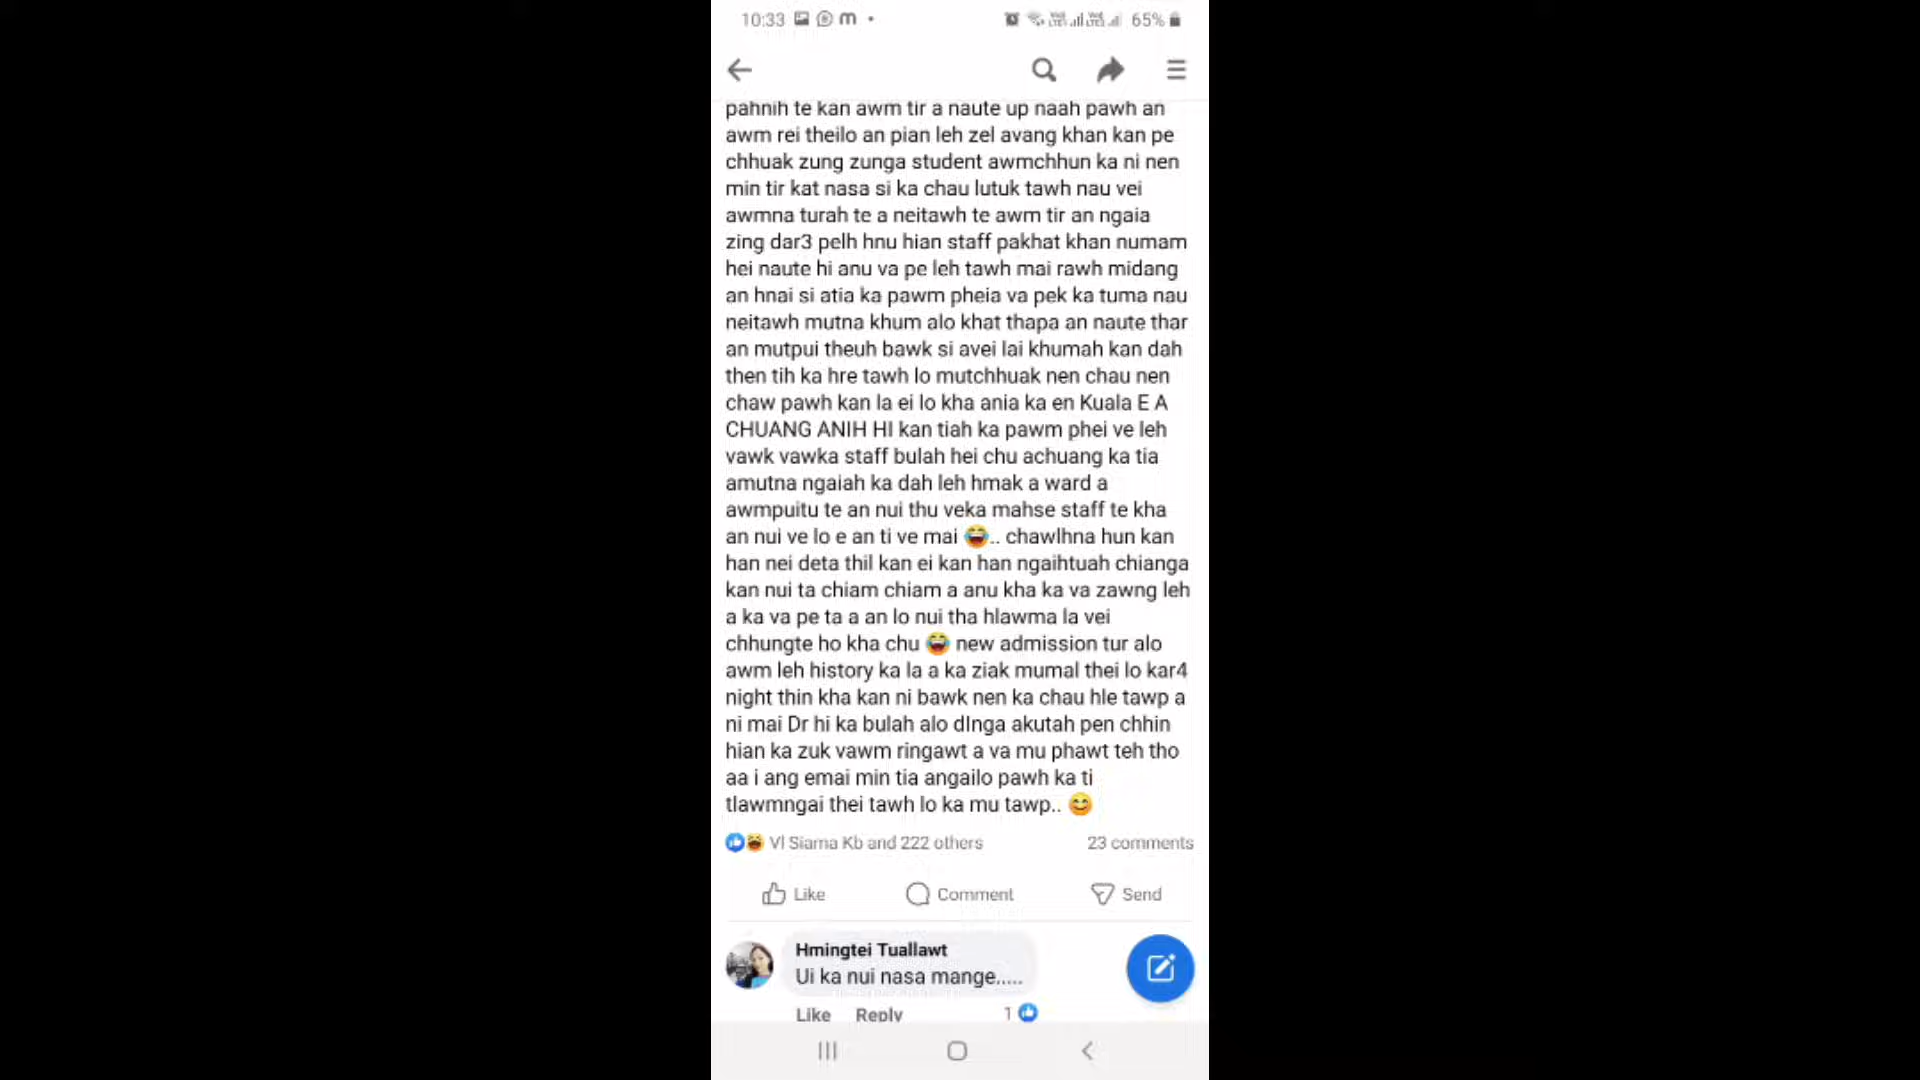 10:33
65%
pahnih te kan awm tir a naute up naah pawh an
awm rei theilo an pian leh zel avang khan kan pe
chhuak zung zunga student awmchhun ka ni nen
min tir kat nasa si ka chau lutuk tawh nau vei
awmna turah te a neitawh te awm tir an ngaia
zing dar3 pelh hnu hian staff pakhat khan numam
hei naute hi anu va pe leh tawh mai rawh midang
an hnai si atia ka pawm pheia va pek ka tuma nau
neitawh mutna khum alo khat thapa an naute thar
an mutpui theuh bawk si avei lai khumah kan dah
then tih ka hre tawh lo mutchhuak nen chau nen
chaw pawh kan la ei lo kha ania ka en Kuala E A
CHUANG ANIH HI kan tiah ka pawm phei ve leh
vawk vawka staff bulah hei chu achuang ka tia
amutna ngaiah ka dah leh hmak a ward a
awmpuitu te an nui thu veka mahse staff te kha
an nui ve lo e an ti ve mai 😂.. chawlhna hun kan
han nei deta thil kan ei kan han ngaihtuah chianga
kan nui ta chiam chiam a anu kha ka va zawng leh
a ka va pe ta a an lo nui tha hlawma la vei
chhungte ho kha chu 😂 new admission tur alo
awm leh history ka la a ka ziak mumal thei lo kar4
night thin kha kan ni bawk nen ka chau hle tawp a
ni mai Dr hi ka bulah alo dInga akutah pen chhin
hian ka zuk vawm ringawt a va mu phawt teh tho
aa i ang emai min tia angailo pawh ka ti
tlawmngai thei tawh lo ka mu tawp.. 😊
Vl Siama Kb and 222 others 23 comments
Like Comment Send
Hmingtei Tuallawt
Ui ka nui nasa mange.....
Like Reply 1